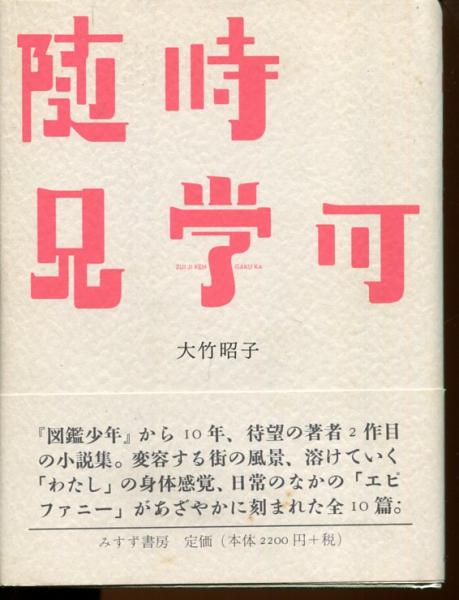 随時
見学可
ZUI JI KEN GAKU KA
大竹昭子
『図鑑少年』から10年、待望の著者2作目
の小説集。変容する街の風景、溶けていく
「わたし」の身体感覚、日常のなかの「エピ
ファニー」があざやかに刻まれた全10篇。
みすず書房 定価(本体2200円+税)